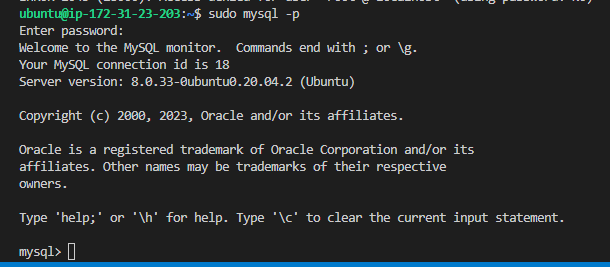 ubuntu@ip-172-31-23-203:~$ sudo mysql -p
Enter password:
Welcome to the MySQL monitor.  Commands end with ; or \g.
Your MySQL connection id is 18
Server version: 8.0.33-0ubuntu0.20.04.2 (Ubuntu)

Copyright (c) 2000, 2023, Oracle and/or its affiliates.

Oracle is a registered trademark of Oracle Corporation and/or its
affiliates. Other names may be trademarks of their respective
owners.

Type 'help;' or '\h' for help. Type '\c' to clear the current input statement.

mysql>